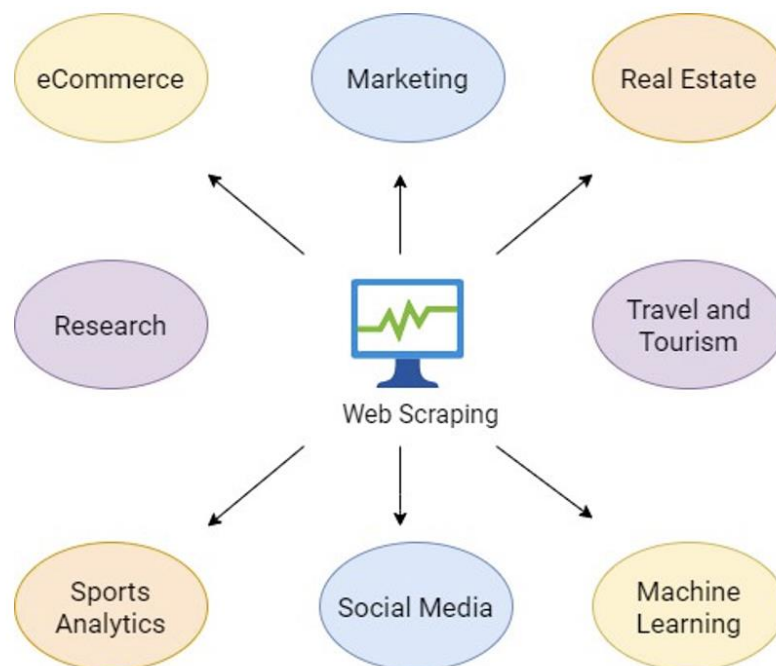 eCommerce
Marketing
Real Estate
Research
Travel and
Tourism
Web Scraping
Sports
Analytics
Social Media
Machine
Learning